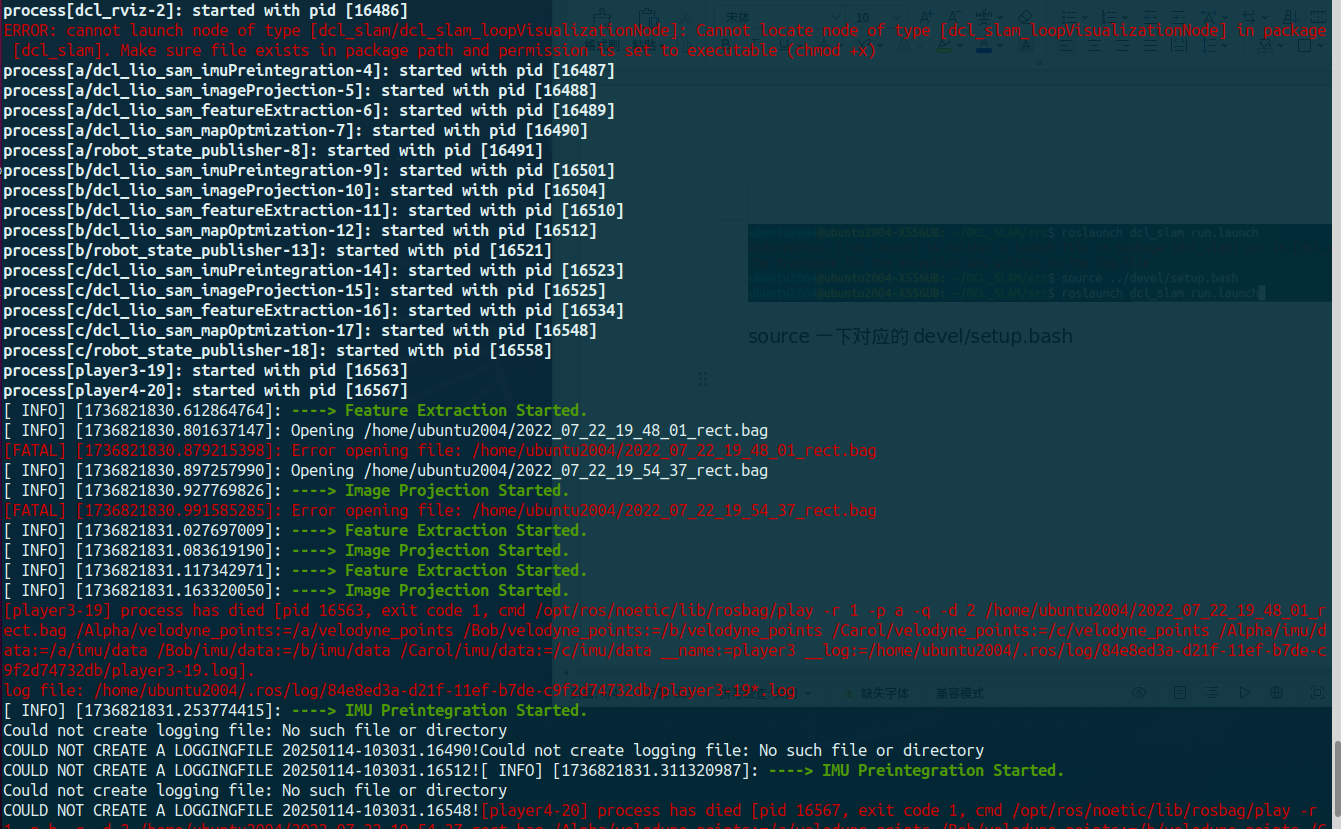 process[dcl_rviz-2]: started with pid [16486]
ERROR: cannot launch node of type [dcl_slam/dcl_slam_loopVisualizationNode]: Cannot locate node of type [dcl_slam_loopVisualizationNode] in package
[dcl_slam]. Make sure file exists in package path and permission is set to executable (chmod +x)
process[a/dcl_lio_sam_imuPreintegration-4]: started with pid [16487]
process[a/dcl_lio_sam_imageProjection-5]: started with pid [16488]
process[a/dcl_lio_sam_featureExtraction-6]: started with pid [16489]
process[a/dcl_lio_sam_mapOptmization-7]: started with pid [16490]
process[a/robot_state_publisher-8]: started with pid [16491]
process[b/dcl_lio_sam_imuPreintegration-9]: started with pid [16501]
process[b/dcl_lio_sam_imageProjection-10]: started with pid [16504]
process[b/dcl_lio_sam_featureExtraction-11]: started with pid [16510]
process[b/dcl_lio_sam_mapOptmization-12]: started with pid [16512]
process[b/robot_state_publisher-13]: started with pid [16521]
process[c/dcl_lio_sam_imuPreintegration-14]: started with pid [16523]
process[c/dcl_lio_sam_imageProjection-15]: started with pid [16525]
process[c/dcl_lio_sam_featureExtraction-16]: started with pid [16534]
process[c/dcl_lio_sam_mapOptmization-17]: started with pid [16548]
process[c/robot_state_publisher-18]: started with pid [16558]
process[player3-19]: started with pid [16563]
process[player4-20]: started with pid [16567]
[ INFO] [1736821830.612864764]: ----> Feature Extraction Started.
[ INFO] [1736821830.801637147]: Opening /home/ubuntu2004/2022_07_22_19_48_01_rect.bag
[FATAL] [1736821830.879215398]: Error opening file: /home/ubuntu2004/2022_07_22_19_48_01_rect.bag
[ INFO] [1736821830.897257990]: Opening /home/ubuntu2004/2022_07_22_19_54_37_rect.bag
[ INFO] [1736821830.927769826]: ----> Image Projection Started.
[FATAL] [1736821830.991585285]: Error opening file: /home/ubuntu2004/2022_07_22_19_54_37_rect.bag
[ INFO] [1736821831.027697009]: ----> Feature Extraction Started.
[ INFO] [1736821831.083619190]: ----> Image Projection Started.
[ INFO] [1736821831.117342971]: ----> Feature Extraction Started.
[ INFO] [1736821831.163320050]: ----> Image Projection Started.
[player3-19] process has died [pid 16563, exit code 1, cmd /opt/ros/noetic/lib/rosbag/play -r 1 -p a -q -d 2 /home/ubuntu2004/2022_07_22_19_48_01_r
ect.bag /Alpha/velodyne_points:=/a/velodyne_points /Bob/velodyne_points:=/b/velodyne_points /Carol/velodyne_points:=/c/velodyne_points /Alpha/imu/d
ata:=/a/imu/data /Bob/imu/data:=/b/imu/data /Carol/imu/data:=/c/imu/data __name:=player3 __log:=/home/ubuntu2004/.ros/log/84e8ed3a-d21f-11ef-b7de-c
9f2d74732db/player3-19.log].
log file: /home/ubuntu2004/.ros/log/84e8ed3a-d21f-11ef-b7de-c9f2d74732db/player3-19*.log
[ INFO] [1736821831.253774415]: ----> IMU Preintegration Started.
Could not create logging file: No such file or directory
COULD NOT CREATE A LOGGINGFILE 20250114-103031.16490!Could not create logging file: No such file or directory
COULD NOT CREATE A LOGGINGFILE 20250114-103031.16512![ INFO] [1736821831.311320987]: ----> IMU Preintegration Started.
Could not create logging file: No such file or directory
COULD NOT CREATE A LOGGINGFILE 20250114-103031.16548![player4-20] process has died [pid 16567, exit code 1, cmd /opt/ros/noetic/lib/rosbag/play -r
宋体
10
ubuntu2004@ubuntu2004-X556UB: ~/DCL_SLAM/src$ roslaunch dcl_slam run.launch
ubuntu2004@ubuntu2004-X556UB: ~/DCL_SLAM/src$ source ../devel/setup.bash
ubuntu2004@ubuntu2004-X556UB: ~/DCL_SLAM/src$ roslaunch dcl_slam run.launch
source 一下对应的 devel/setup.bash
缺失字体
兼容模式